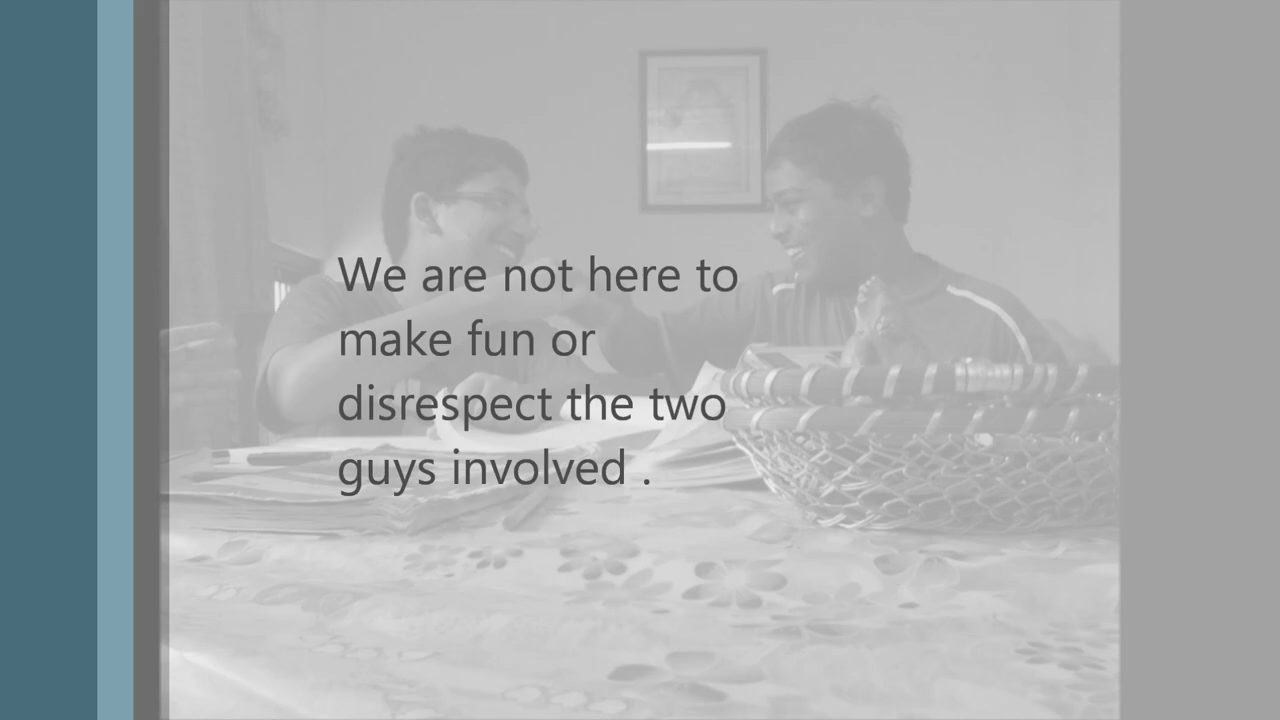 We are not here to
make fun or
disrespect the two
guys involved .